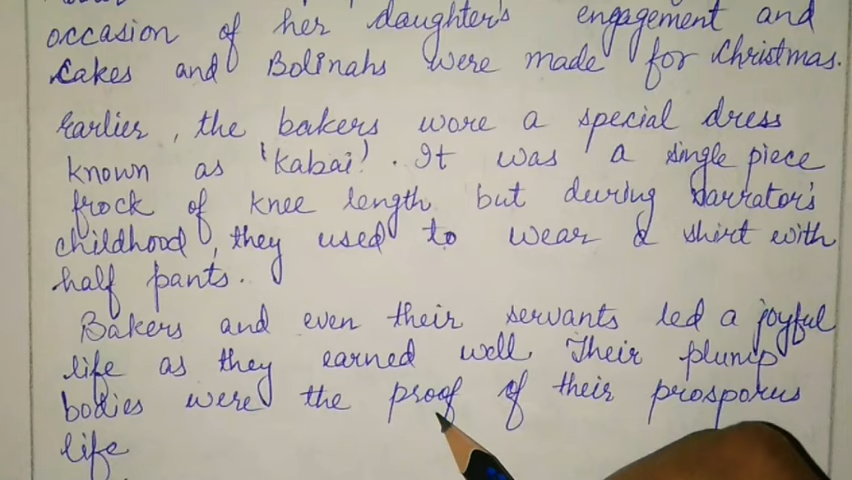 occasion of her daughter's engagement and
cakes and Bolinahs were made for Christmas.
Earlier, the bakers wore a special dress
known as 'Kabai'. It was a single piece
frock of knee length but during narrator's
childhood, they used to wear a shirt with
half pants.
Bakers and even their servants led a joyful
life as they earned well. Their plump
bodies were the proof of their prosporus
life